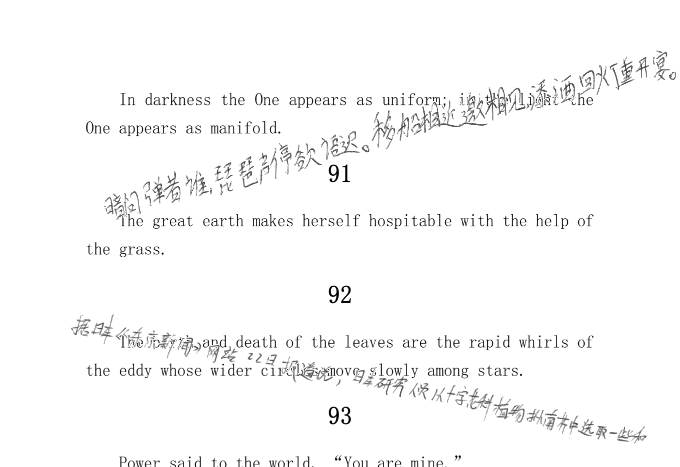 In darkness the One appears as uniform; in the light the
One appears as manifold.
移船相近邀相见添酒回灯重开宴。
暗问弹者谁,琵琶声停欲语迟。
91
The great earth makes herself hospitable with the help of
the grass.
92
The birth and death of the leaves are the rapid whirls of
the eddy whose wider circles move slowly among stars.
据日本《东京新闻》网站22日报道说,日本研究人员从十字花科植物拟南芥中选取一些和
93
Power said to the world, “You are mine.”